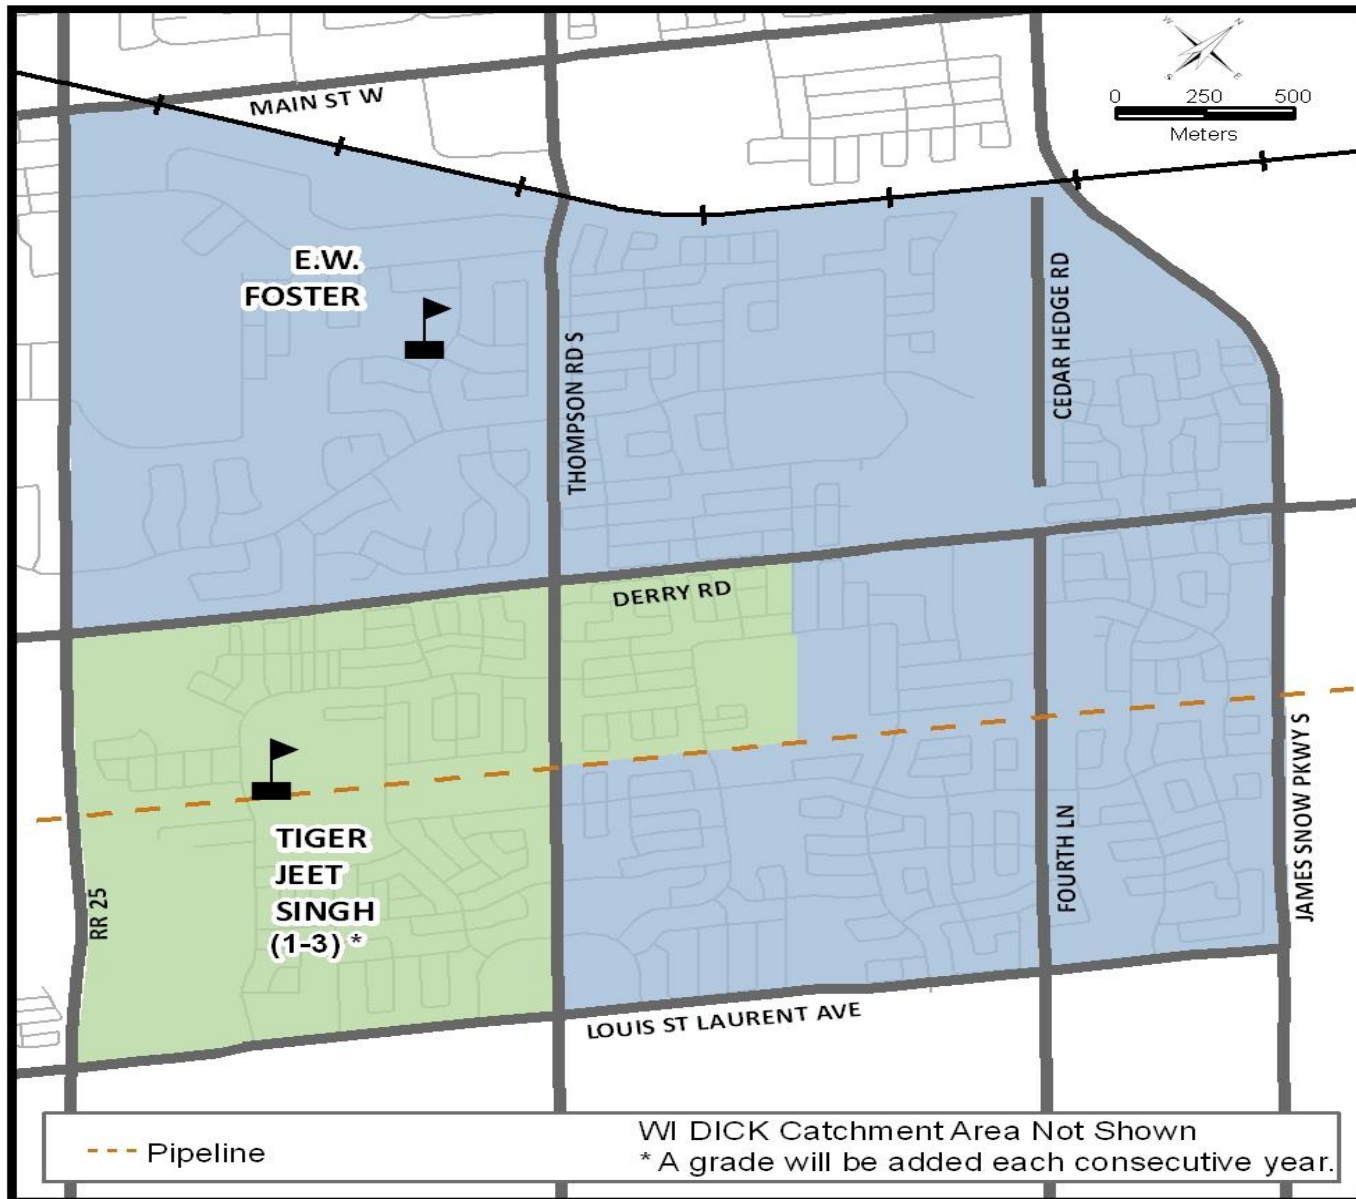 MAIN ST W
W
N
S
E
0 250 500
Meters
E.W.
FOSTER
THOMPSON RD S
CEDAR HEDGE RD
DERRY RD
TIGER
JEET
SINGH
(1-3) *
RR 25
FOURTH LN
JAMES SNOW PKWY S
LOUIS ST LAURENT AVE
Pipeline
WI DICK Catchment Area Not Shown
* A grade will be added each consecutive year.